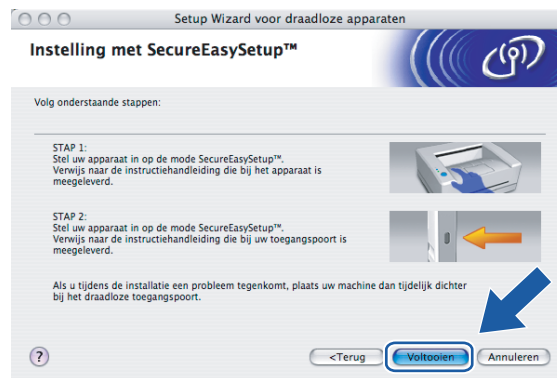 Setup Wizard voor draadloze apparaten
Instelling met SecureEasySetup™
Volg onderstaande stappen:
STAP 1:
Stel uw apparaat in op de mode SecureEasySetup™.
Verwijs naar de instructiehandleiding die bij het apparaat is
meegeleverd.
STAP 2:
Stel uw apparaat in op de mode SecureEasySetup™.
Verwijs naar de instructiehandleiding die bij uw toegangspoort is
meegeleverd.
Als u tijdens de installatie een probleem tegenkomt, plaats uw machine dan tijdelijk dichter
bij het draadloze toegangspoort.
? <Terug Voltooien Annuleren